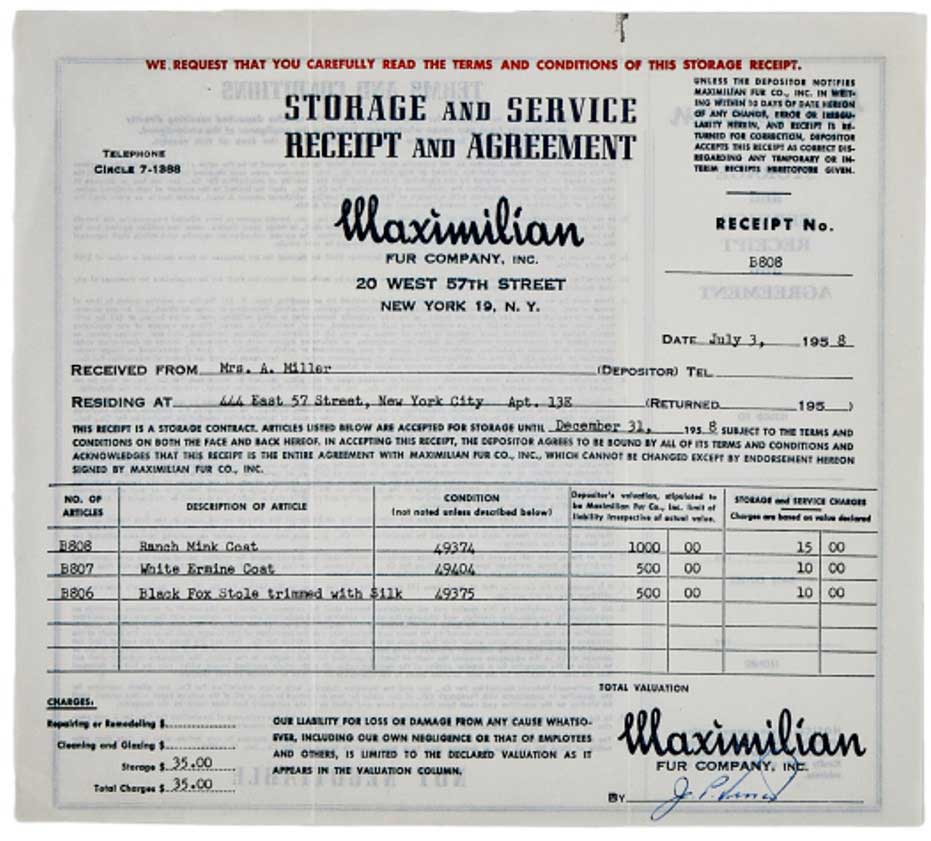 WE REQUEST THAT YOU CAREFULLY READ THE TERMS AND CONDITIONS OF THIS STORAGE RECEIPT.
STORAGE AND SERVICE
RECEIPT AND AGREEMENT
UNLESS THE DEPOSITOR NOTIFIES
MAXIMILIAN FUR CO., INC. IN WRIT-
ING WITHIN 10 DAYS OF DATE HEREON
OF ANY CHANGE, ERROR OR IRREGU-
LARITY HEREIN, AND RECEIPT IS RE-
TURNED FOR CORRECTION, DEPOSITOR
ACCEPTS THIS RECEIPT AS CORRECT DIS-
REGARDING ANY TEMPORARY OR IN-
TERIM RECEIPTS HERETOFORE GIVEN.
TELEPHONE
CIRCLE 7-1388
Maximilian
FUR COMPANY, INC.
20 WEST 57TH STREET
NEW YORK 19, N. Y.
RECEIPT No.
B808
DATE July 3, 1958
RECEIVED FROM Mrs. A. Miller (DEPOSITOR) TEL.
RESIDING AT 444 East 57 Street, New York City Apt. 13E (RETURNED 195 )
THIS RECEIPT IS A STORAGE CONTRACT. ARTICLES LISTED BELOW ARE ACCEPTED FOR STORAGE UNTIL December 31, 1958 SUBJECT TO THE TERMS AND
CONDITIONS ON BOTH THE FACE AND BACK HEREOF. IN ACCEPTING THIS RECEIPT, THE DEPOSITOR AGREES TO BE BOUND BY ALL OF ITS TERMS AND CONDITIONS AND
ACKNOWLEDGES THAT THIS RECEIPT IS THE ENTIRE AGREEMENT WITH MAXIMILIAN FUR CO., INC., WHICH CANNOT BE CHANGED EXCEPT BY ENDORSEMENT HEREON
SIGNED BY MAXIMILIAN FUR CO., INC.
NO. OF
ARTICLES
DESCRIPTION OF ARTICLE
CONDITION
(not noted unless described below)
Depositor's valuation, stipulated to
be Maximilian Fur Co., Inc. limit of
liability irrespective of actual value.
STORAGE and SERVICE CHARGES
Charges are based on value declared
B808 Ranch Mink Coat 49374 1000 00 15 00
B807 White Ermine Coat 49404 500 00 10 00
B806 Black Fox Stole trimmed with Silk 49375 500 00 10 00
TOTAL VALUATION
CHARGES:
Repairing or Remodeling $
Cleaning and Glazing $
Storage $ 35.00
Total Charges $ 35.00
OUR LIABILITY FOR LOSS OR DAMAGE FROM ANY CAUSE WHATSO-
EVER, INCLUDING OUR OWN NEGLIGENCE OR THAT OF EMPLOYEES
AND OTHERS, IS LIMITED TO THE DECLARED VALUATION AS IT
APPEARS IN THE VALUATION COLUMN.
Maximilian
FUR COMPANY, INC.
BY